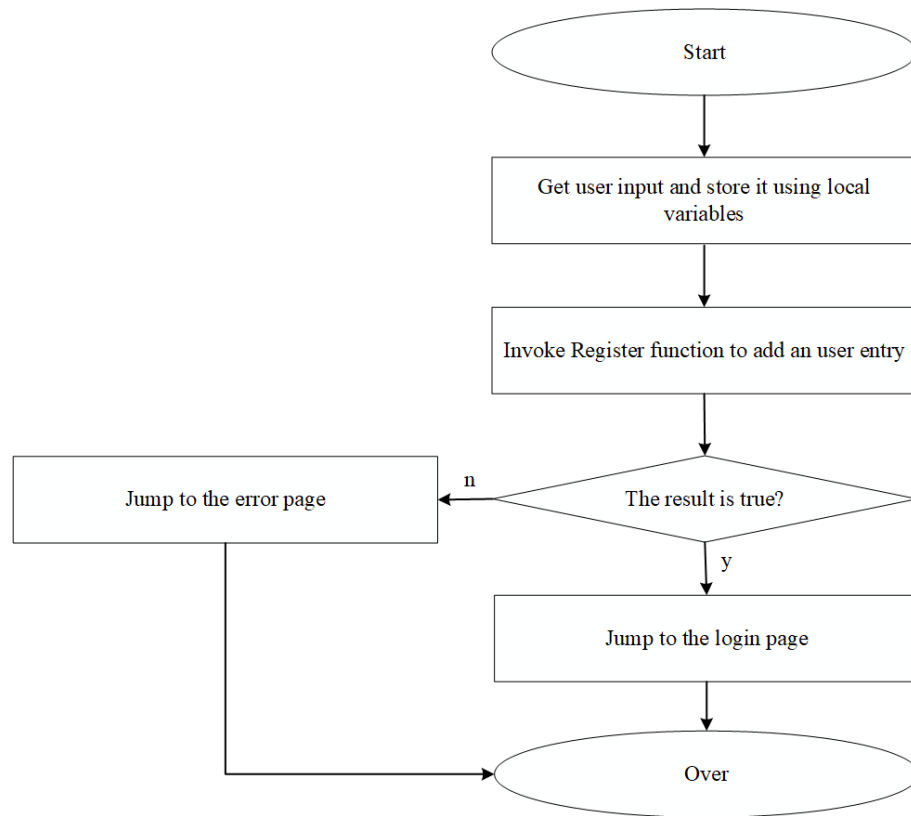 Start
Get user input and store it using local
variables
Invoke Register function to add an user entry
n
Jump to the error page
The result is true?
y
Jump to the login page
Over